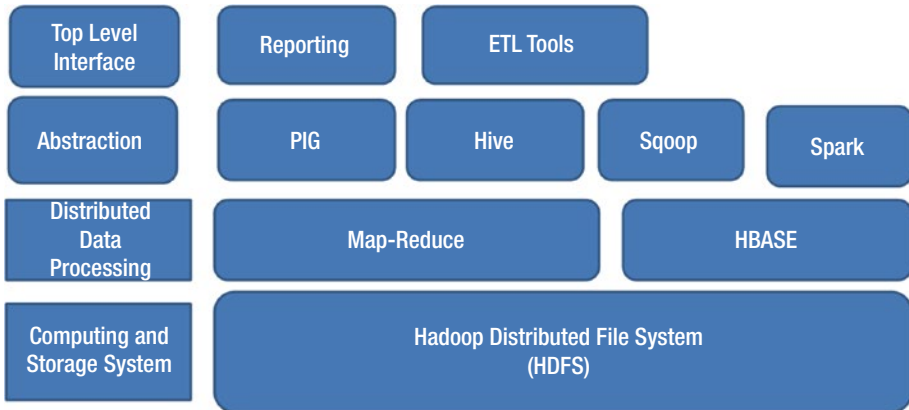 Top Level
Interface
Reporting
ETL Tools
Abstraction
PIG
Hive
Sqoop
Spark
Distributed
Data
Processing
Map-Reduce
HBASE
Computing and
Storage System
Hadoop Distributed File System
(HDFS)